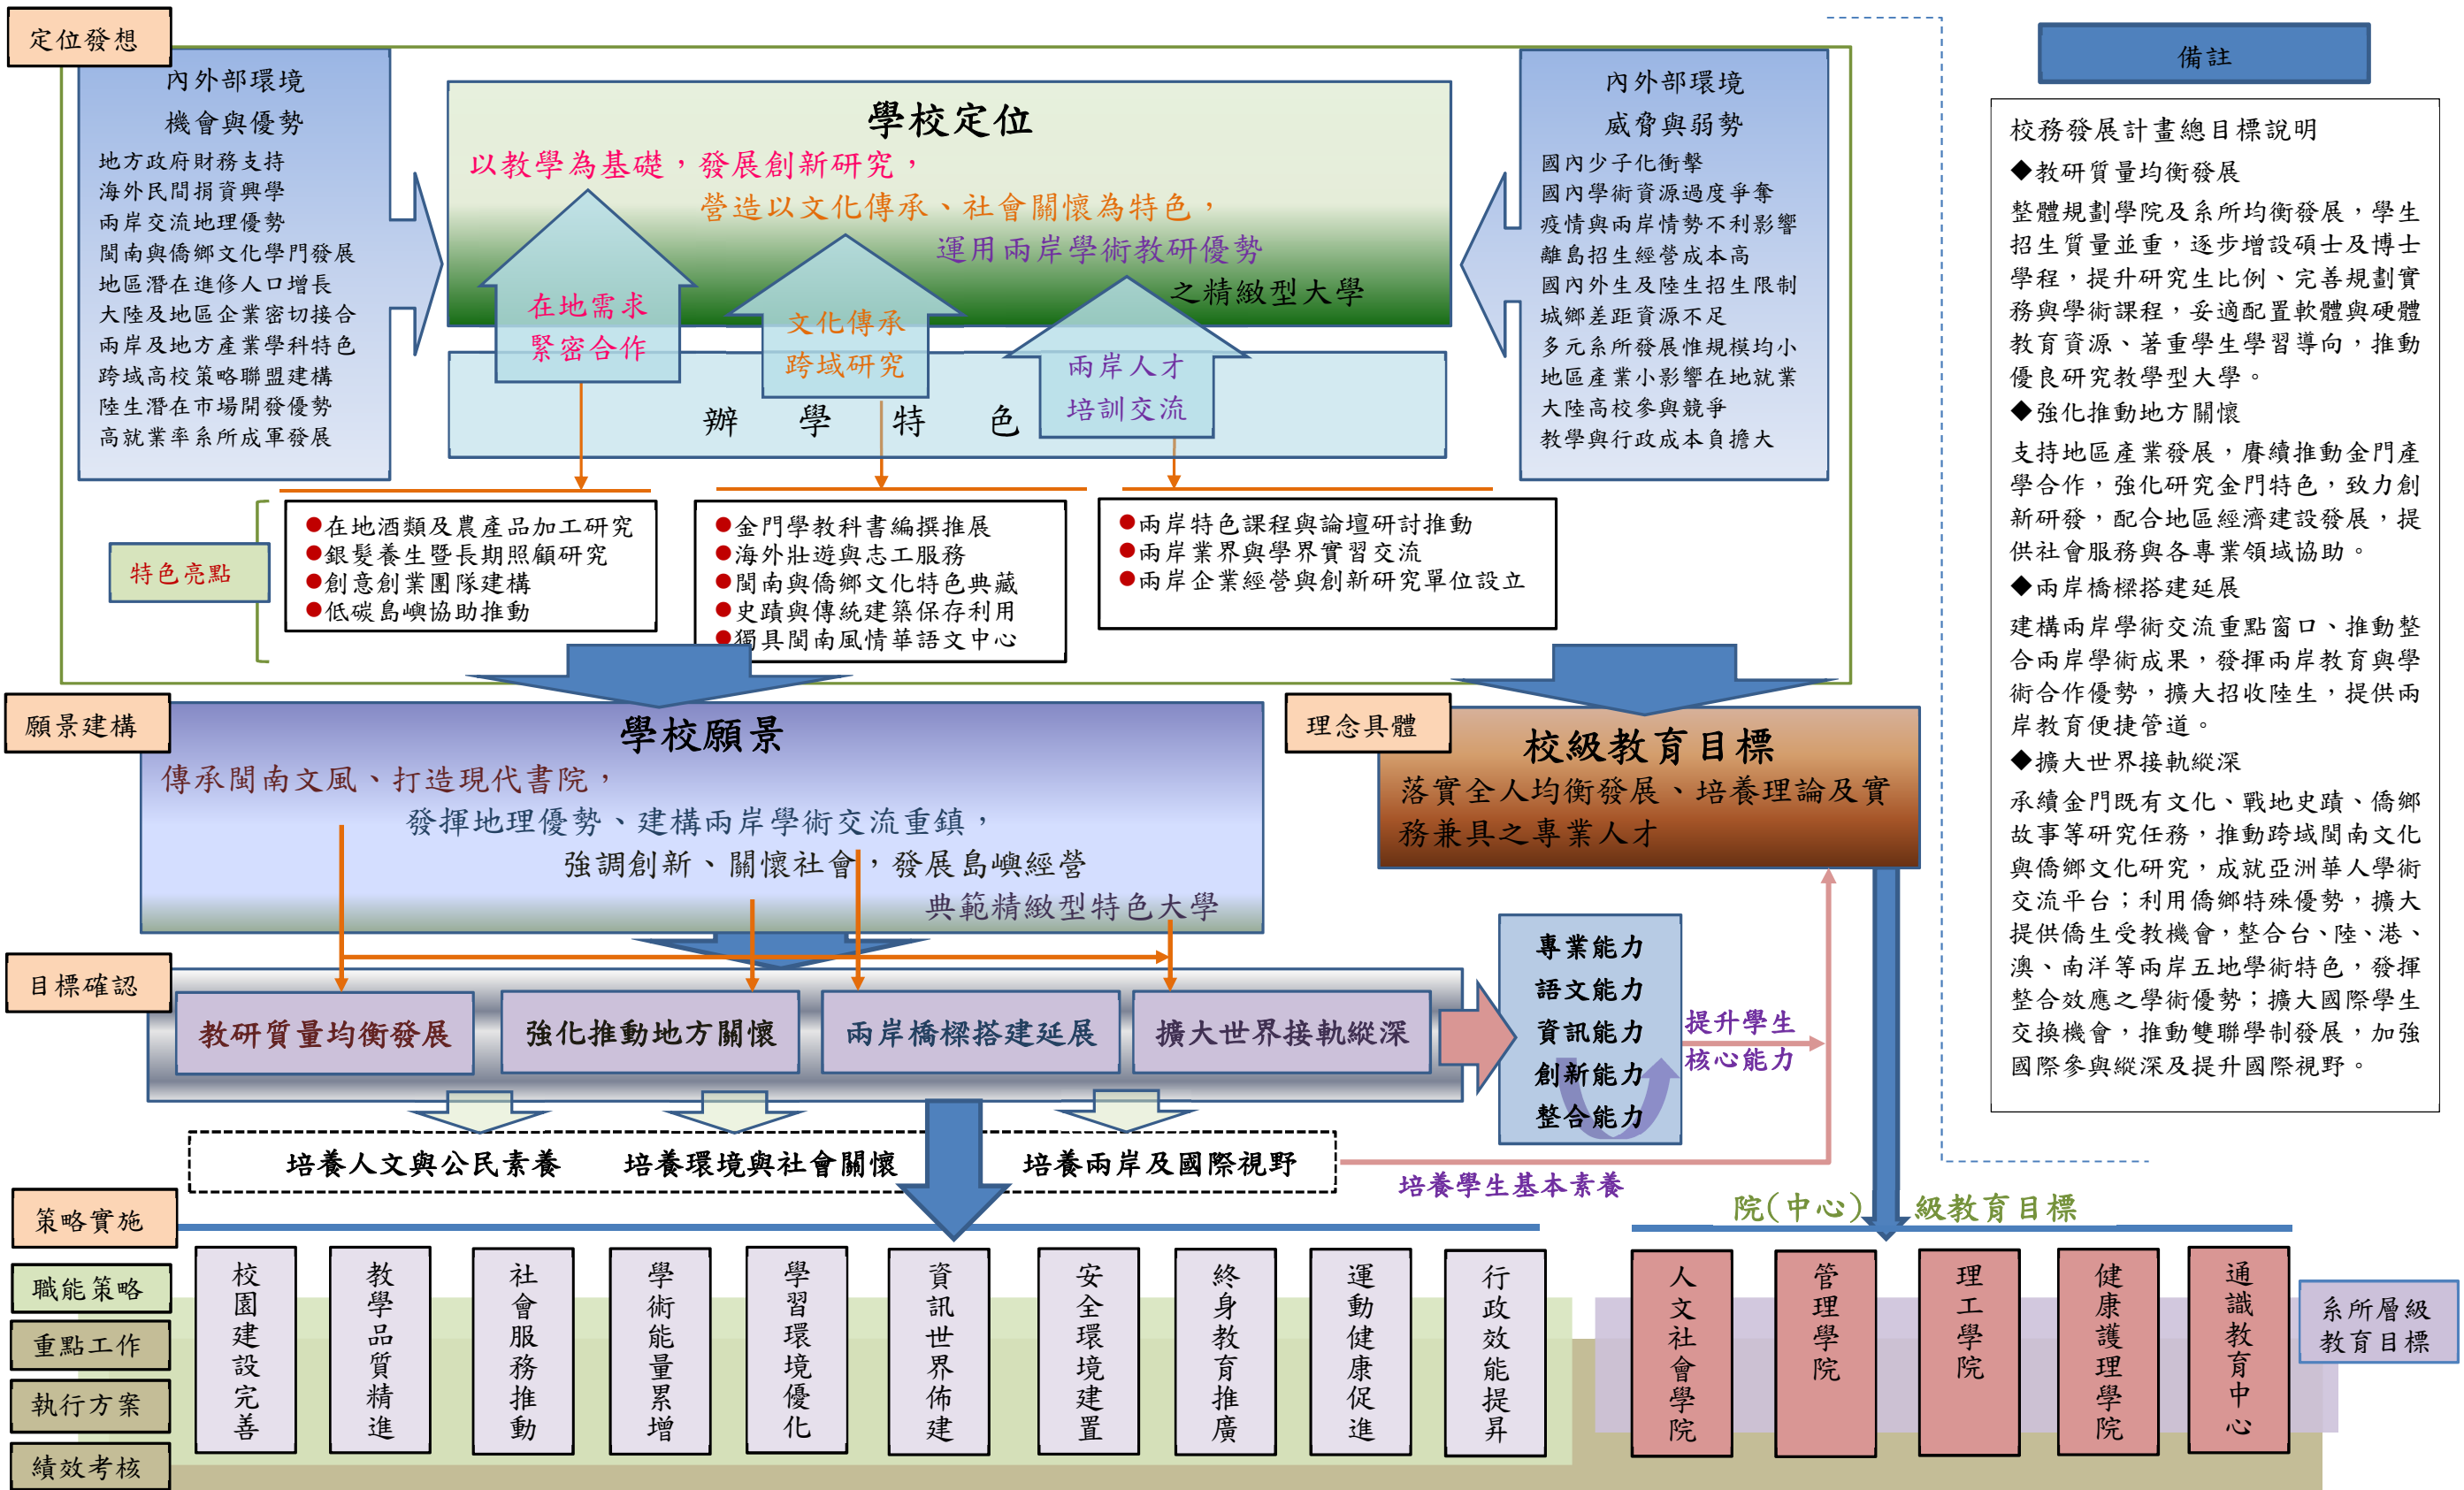 定位發想
內外部環境
機會與優勢
地方政府財務支持
海外民間捐資興學
兩岸交流地理優勢
閩南與僑鄉文化學門發展
地區潛在進修人口增長
大陸及地區企業密切接合
兩岸及地方產業學科特色
跨域高校策略聯盟建構
陸生潛在市場開發優勢
高就業率系所成軍發展
學校定位
以教學為基礎，發展創新研究，
營造以文化傳承、社會關懷為特色，
運用兩岸學術教研優勢
之精緻型大學
在地需求
緊密合作
文化傳承
跨域研究
兩岸人才
培訓交流
辦學特色
內外部環境
威脅與弱勢
國內少子化衝擊
國內學術資源過度爭奪
疫情與兩岸情勢不利影響
離島招生經營成本高
國內外生及陸生招生限制
城鄉差距資源不足
多元系所發展惟規模均小
地區產業小影響在地就業
大陸高校參與競爭
教學與行政成本負擔大
特色亮點
●在地酒類及農產品加工研究
●銀髮養生暨長期照顧研究
●創意創業團隊建構
●低碳島嶼協助推動
●金門學教科書編撰推展
●海外壯遊與志工服務
●閩南與僑鄉文化特色典藏
●史蹟與傳統建築保存利用
●獨具閩南風情華語文中心
●兩岸特色課程與論壇研討推動
●兩岸業界與學界實習交流
●兩岸企業經營與創新研究單位設立
願景建構
學校願景
傳承閩南文風、打造現代書院，
發揮地理優勢、建構兩岸學術交流重鎮，
強調創新、關懷社會，發展島嶼經營
典範精緻型特色大學
理念具體
校級教育目標
落實全人均衡發展、培養理論及實
務兼具之專業人才
目標確認
教研質量均衡發展
強化推動地方關懷
兩岸橋樑搭建延展
擴大世界接軌縱深
專業能力
語文能力
資訊能力
創新能力
整合能力
提升學生
核心能力
培養人文與公民素養
培養環境與社會關懷
培養兩岸及國際視野
培養學生基本素養
策略實施
職能策略
重點工作
執行方案
績效考核
校園建設完善
教學品質精進
社會服務推動
學術能量累增
學習環境優化
資訊世界佈建
安全環境建置
終身教育推廣
運動健康促進
行政效能提昇
院(中心)級教育目標
人文社會學院
管理學院
理工學院
健康護理學院
通識教育中心
系所層級
教育目標
備註
校務發展計畫總目標說明
◆教研質量均衡發展
整體規劃學院及系所均衡發展，學生
招生質量並重，逐步增設碩士及博士
學程，提升研究生比例、完善規劃實
務與學術課程，妥適配置軟體與硬體
教育資源、著重學生學習導向，推動
優良研究教學型大學。
◆強化推動地方關懷
支持地區產業發展，賡續推動金門產
學合作，強化研究金門特色，致力創
新研發，配合地區經濟建設發展，提
供社會服務與各專業領域協助。
◆兩岸橋樑搭建延展
建構兩岸學術交流重點窗口、推動整
合兩岸學術成果，發揮兩岸教育與學
術合作優勢，擴大招收陸生，提供兩
岸教育便捷管道。
◆擴大世界接軌縱深
承續金門既有文化、戰地史蹟、僑鄉
故事等研究任務，推動跨域閩南文化
與僑鄉文化研究，成就亞洲華人學術
交流平台；利用僑鄉特殊優勢，擴大
提供僑生受教機會，整合台、陸、港、
澳、南洋等兩岸五地學術特色，發揮
整合效應之學術優勢；擴大國際學生
交換機會，推動雙聯學制發展，加強
國際參與縱深及提升國際視野。